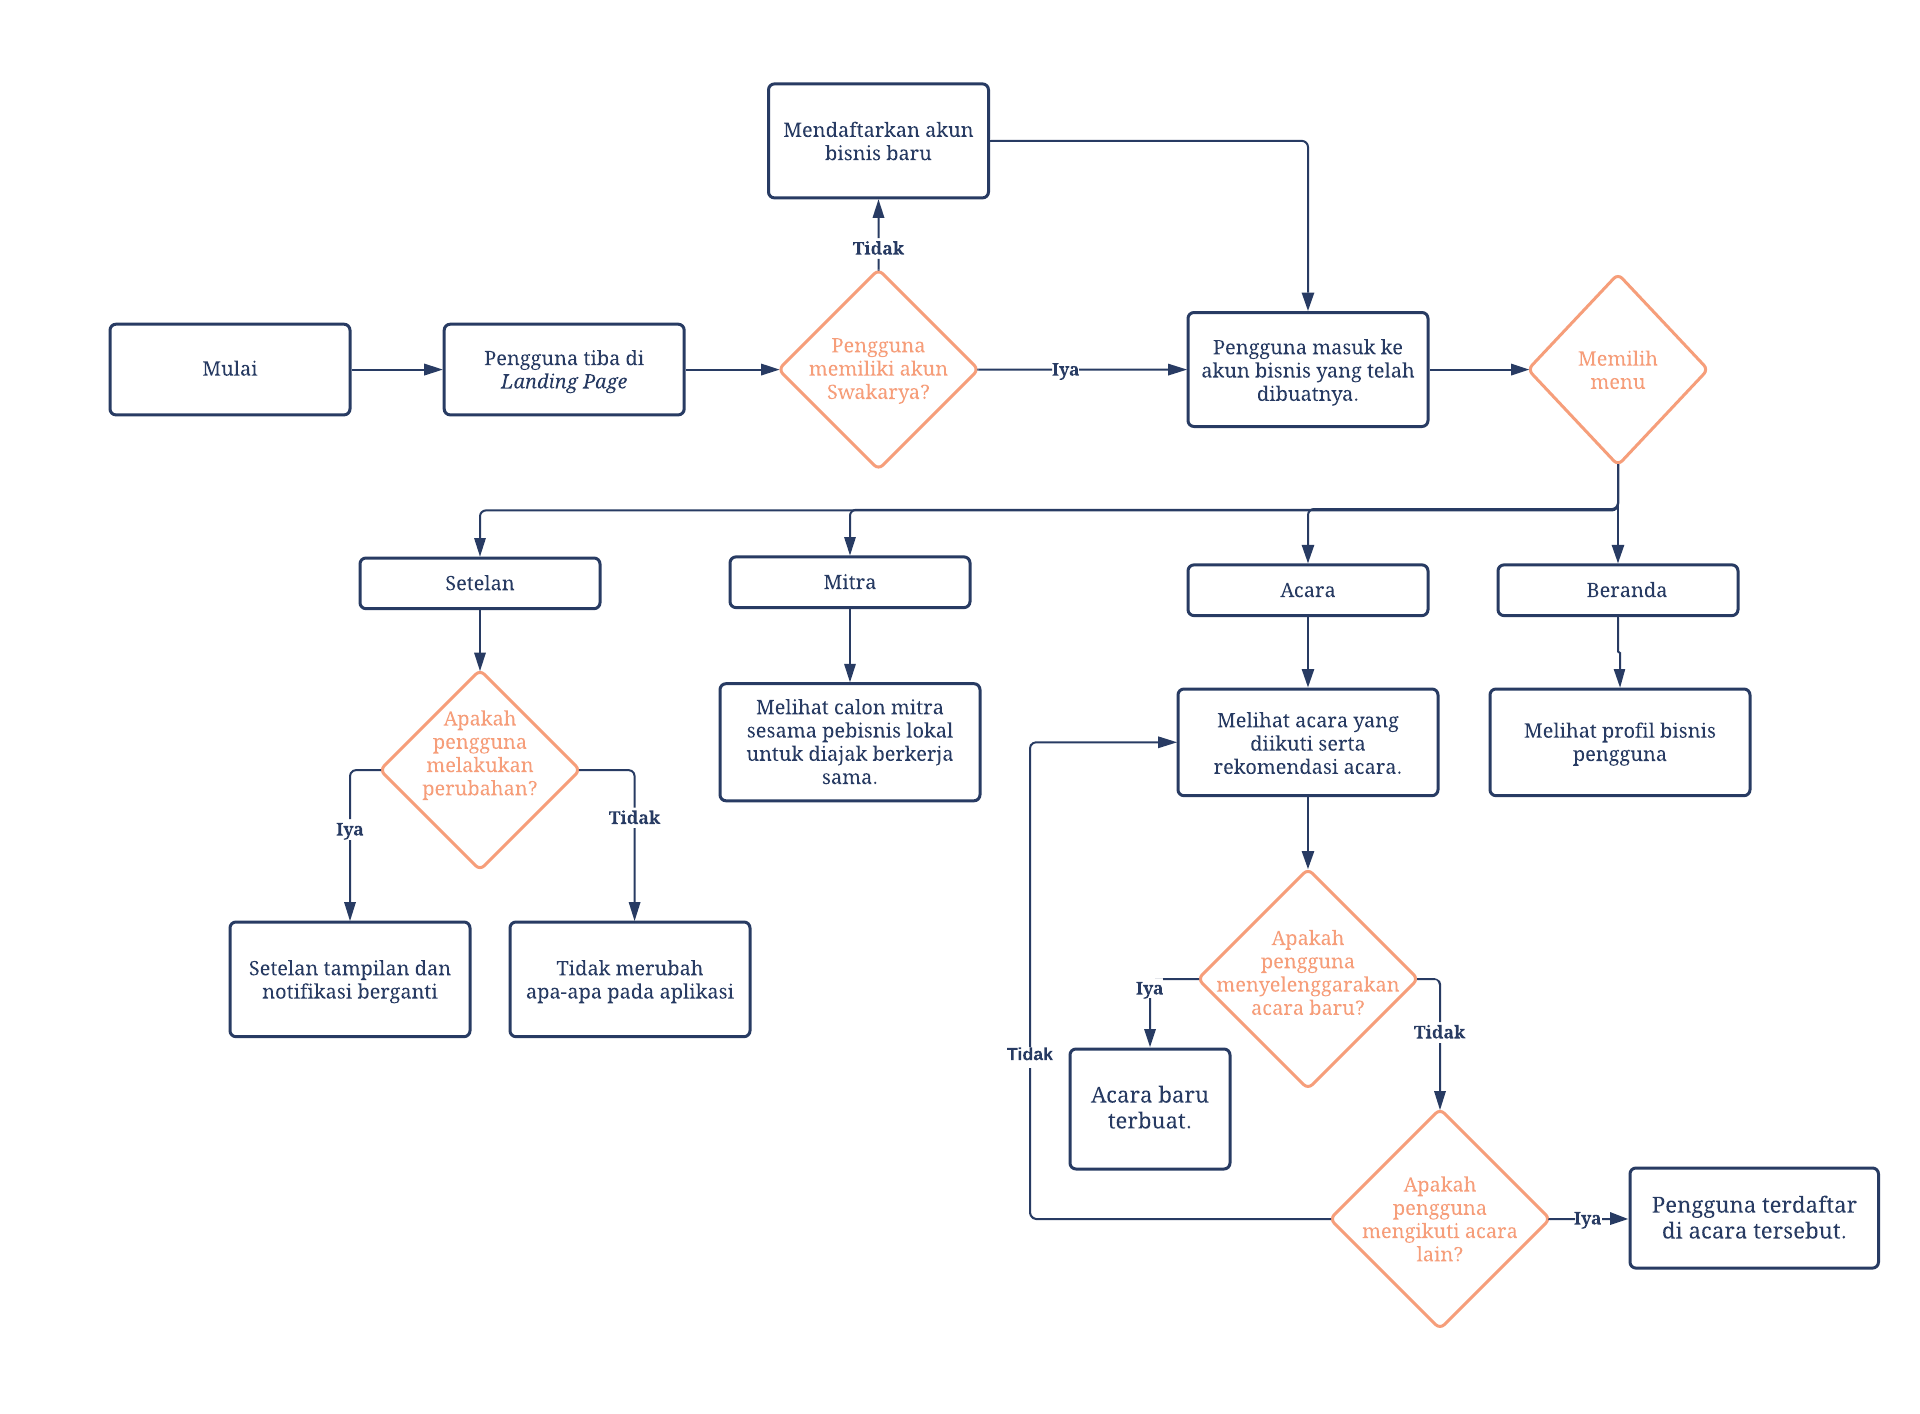 Mendaftarkan akun
bisnis baru
Tidak
Mulai
Pengguna tiba di
Landing Page
Pengguna
memiliki akun
Swakarya?
Iya
Pengguna masuk ke
akun bisnis yang telah
dibuatnya.
Memilih
menu
Setelan
Mitra
Acara
Beranda
Apakah
pengguna
melakukan
perubahan?
Iya
Tidak
Setelan tampilan dan
notifikasi berganti
Tidak merubah
apa-apa pada aplikasi
Melihat calon mitra
sesama pebisnis lokal
untuk diajak berkerja
sama.
Melihat acara yang
diikuti serta
rekomendasi acara.
Melihat profil bisnis
pengguna
Apakah
pengguna
menyelenggarakan
acara baru?
Iya
Tidak
Tidak
Acara baru
terbuat.
Apakah
pengguna
mengikuti acara
lain?
Iya
Pengguna terdaftar
di acara tersebut.